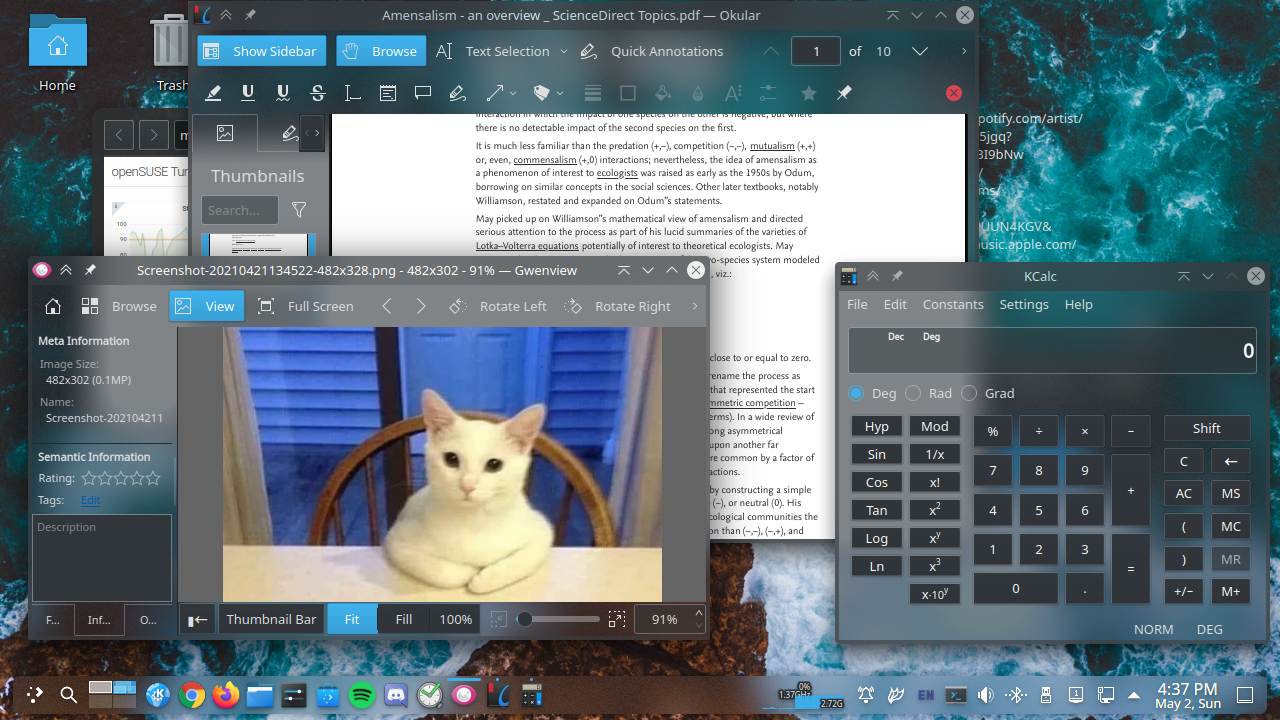 Home
Trash
Amensalism - an overview _ ScienceDirect Topics.pdf — Okular
Show Sidebar
Browse
Text Selection
Quick Annotations
1 of 10
Thumbnails
Search...
openSUSE Tu
100
90
interaction in which the impact of one species on the other is negative, but where
there is no detectable impact of the second species on the first.
It is much less familiar than the predation (+,–), competition (–,–), mutualism (+,+)
or, even, commensalism (+,0) interactions; nevertheless, the idea of amensalism as
a phenomenon of interest to ecologists was raised as early as the 1950s by Odum,
borrowing on similar concepts in the social sciences. Other later textbooks, notably
Williamson, restated and expanded on Odum"s statements.
May picked up on Williamson"s mathematical view of amensalism and directed
serious attention to the process as part of his lucid summaries of the varieties of
Lotka–Volterra equations potentially of interest to theoretical ecologists. May
wo-species system modeled
, viz.:
close to or equal to zero.
rename the process as
that represented the start
mmetric competition –
erms). In a wide review of
ong asymmetrical
upon another far
re common by a factor of
actions.
by constructing a simple
(–), or neutral (0). His
cological communities the
on than (–,–), (–,+), and
potify.com/artist/
5jgq?
3I9bNw
/
ms/
JUUN4KGV&
usic.apple.com/
Screenshot-20210421134522-482x328.png - 482x302 - 91% — Gwenview
Browse
View
Full Screen
Rotate Left
Rotate Right
Meta Information
Image Size:
482x302 (0.1MP)
Name:
Screenshot-202104211
Semantic Information
Rating:
Tags: Edit
Description
F...
Inf...
O...
Thumbnail Bar
Fit
Fill
100%
91%
KCalc
File Edit Constants Settings Help
Dec Deg
0
Deg Rad Grad
Hyp Mod % ÷ × − Shift
Sin 1/x 7 8 9 + C ←
Cos x! AC MS
Tan x² 4 5 6 ( MC
Log xʸ 1 2 3 = ) MR
Ln x³ 0 . +/− M+
x·10ʸ
NORM DEG
0%
1.37GHz
2.72G
EN
1
4:37 PM
May 2, Sun